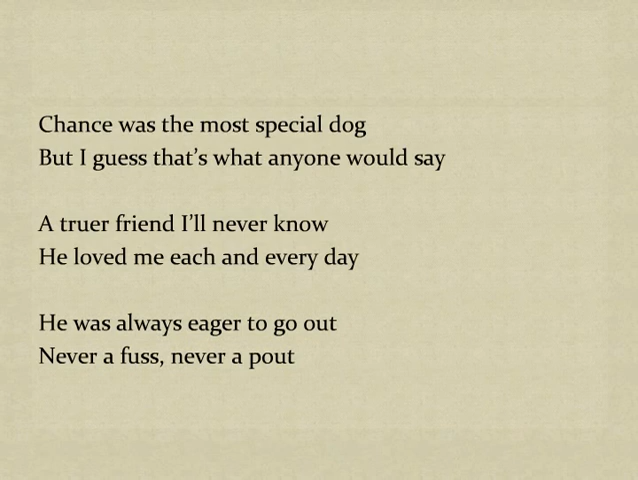 Chance was the most special dog
But I guess that’s what anyone would say
A truer friend I’ll never know
He loved me each and every day
He was always eager to go out
Never a fuss, never a pout